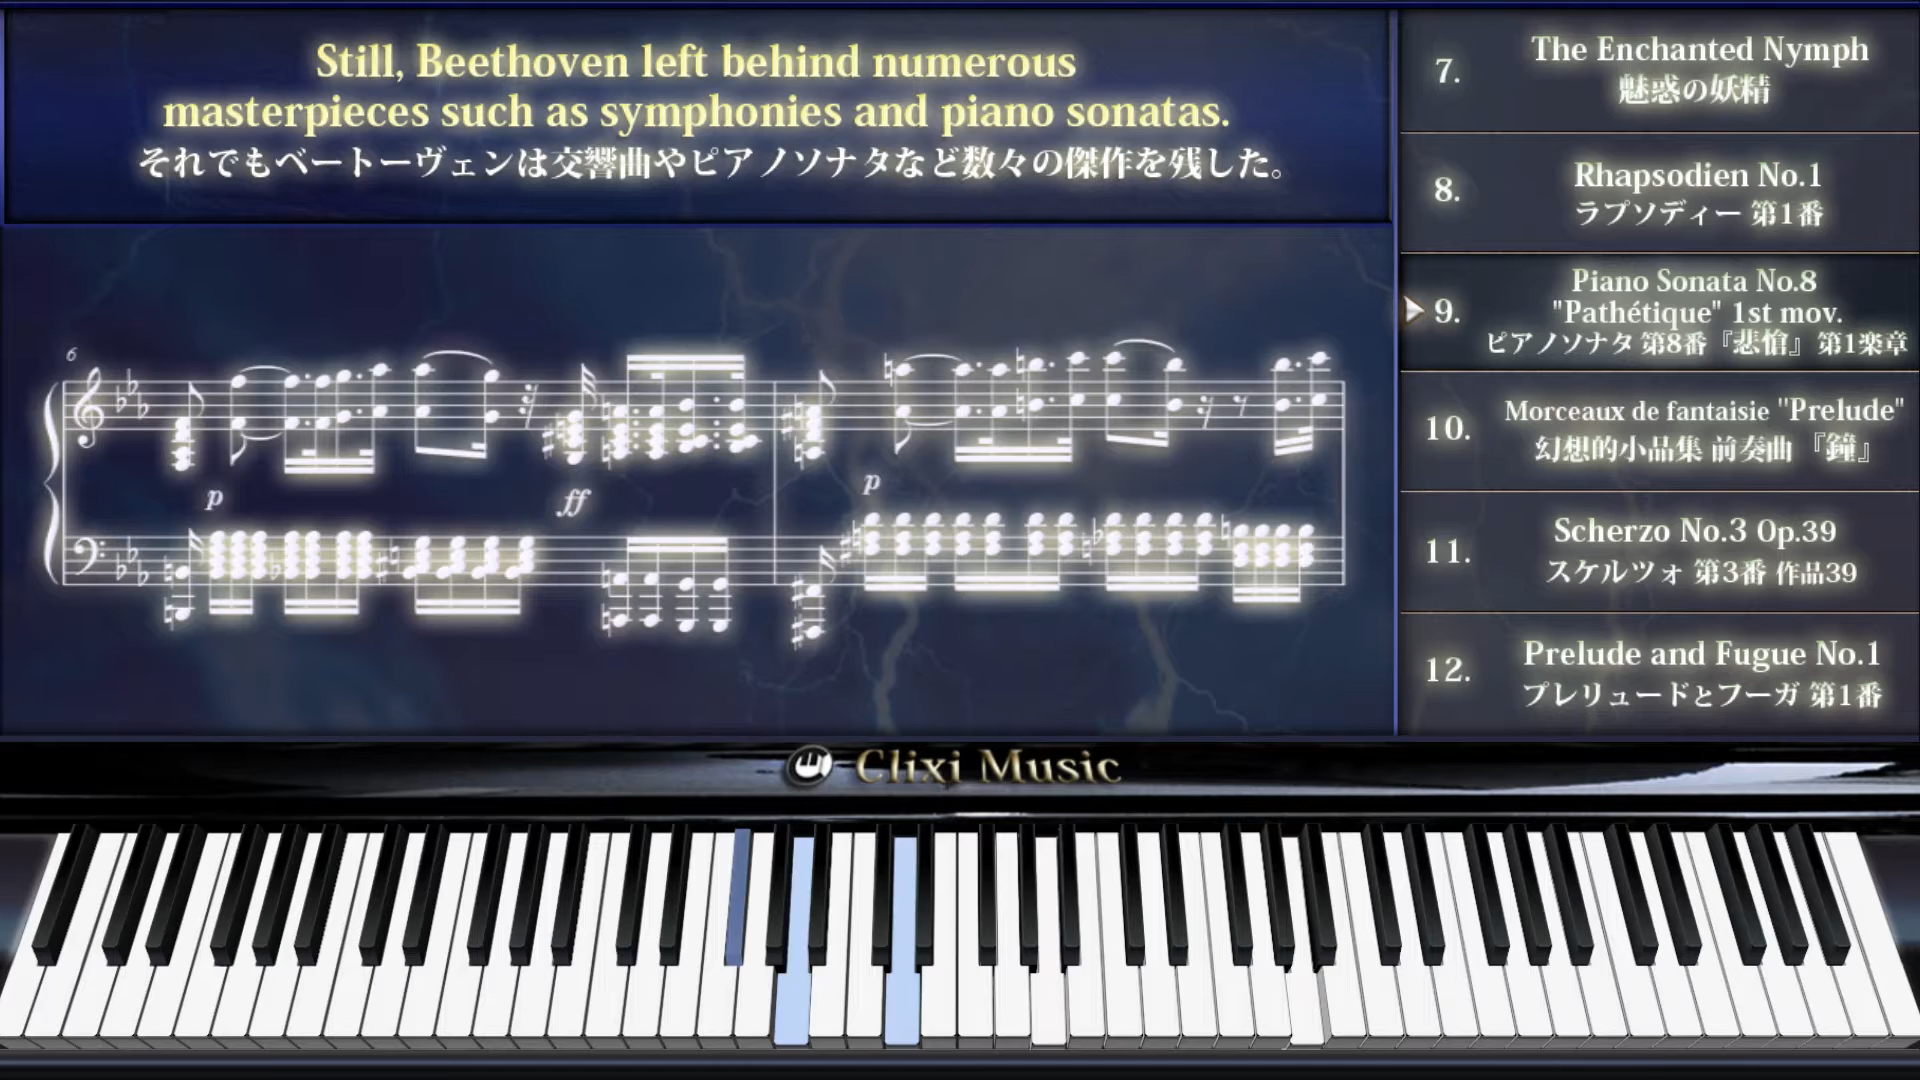 Still, Beethoven left behind numerous
masterpieces such as symphonies and piano sonatas.
それでもベートーヴェンは交響曲やピアノソナタなど数々の傑作を残した。
6
p
ff
p
7.
The Enchanted Nymph
魅惑の妖精
8.
Rhapsodien No.1
ラプソディー 第1番
9.
Piano Sonata No.8
"Pathétique" 1st mov.
ピアノソナタ 第8番『悲愴』第1楽章
10.
Morceaux de fantaisie "Prelude"
幻想的小品集 前奏曲『鐘』
11.
Scherzo No.3 Op.39
スケルツォ 第3番 作品39
12.
Prelude and Fugue No.1
プレリュードとフーガ 第1番
Clixi Music